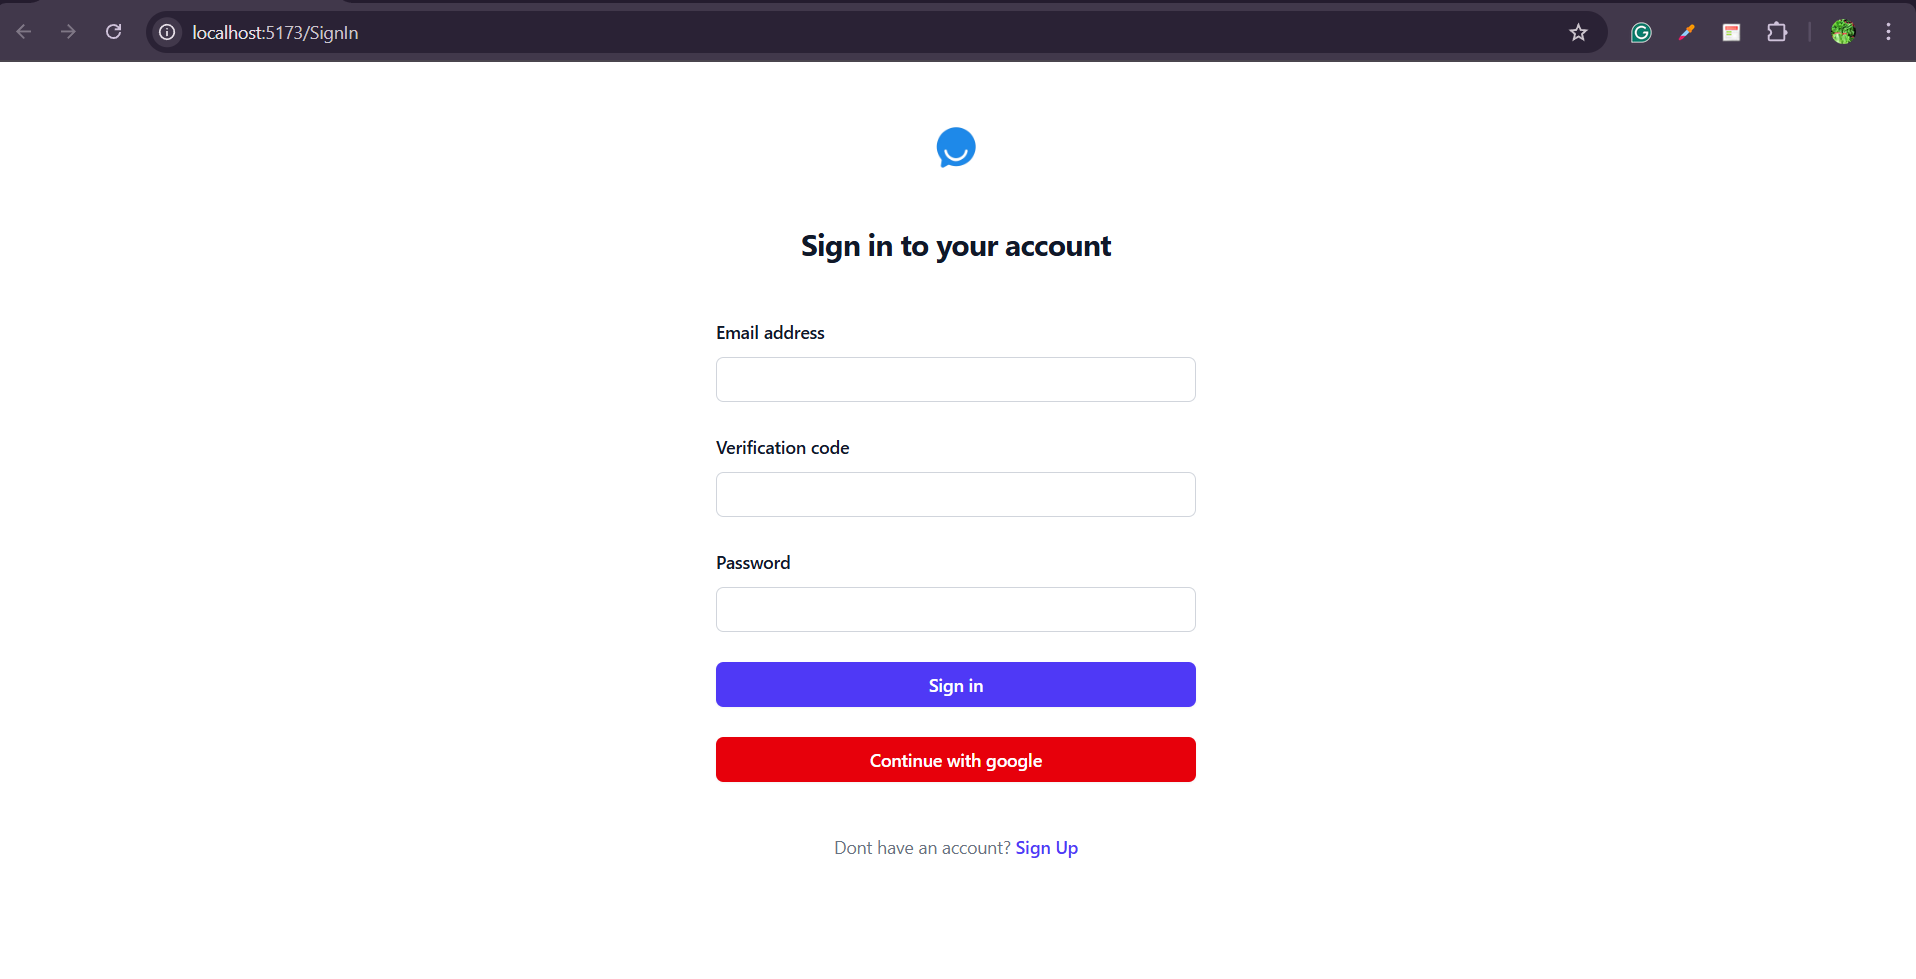 localhost:5173/SignIn
Sign in to your account
Email address
Verification code
Password
Sign in
Continue with google
Dont have an account? Sign Up